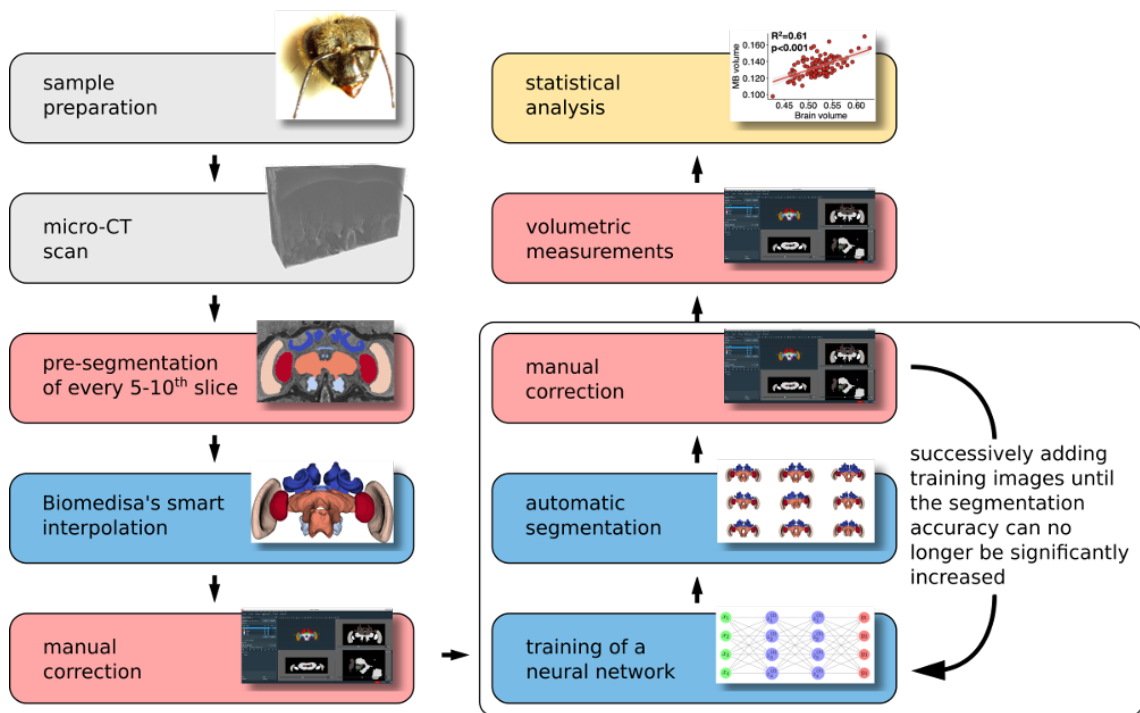 sample
preparation
micro-CT
scan
pre-segmentation
of every 5-10th slice
Biomedisa's smart
interpolation
manual
correction
statistical
analysis
R²=0.61
p<0.001
MB volume
0.160
0.140
0.120
0.100
0.45 0.50 0.55 0.60
Brain volume
volumetric
measurements
manual
correction
automatic
segmentation
training of a
neural network
successively adding
training images until
the segmentation
accuracy can no
longer be significantly
increased